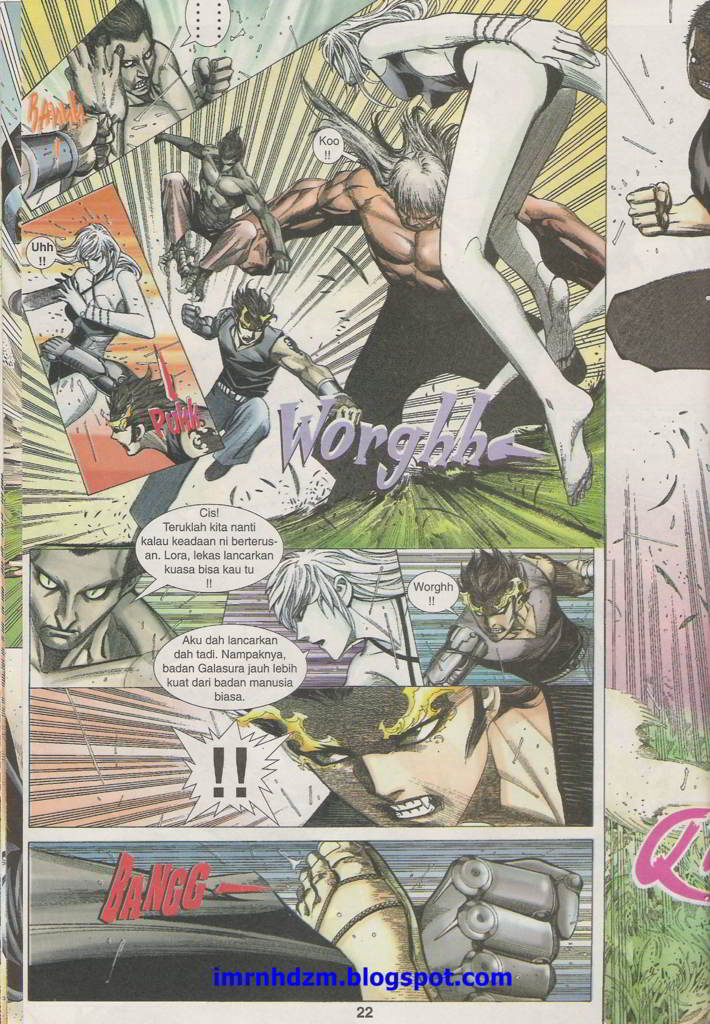 ......
BANGG
!
Koo
!!
Uhh
!!
PUKK
!
Worghh
Cis!
Teruklah kita nanti
kalau keadaan ni berterus-
an. Lora, lekas lancarkan
kuasa bisa kau tu
!!
Worghh
!!
Aku dah lancarkan
dah tadi. Nampaknya,
badan Galasura jauh lebih
kuat dari badan manusia
biasa.
!!
BANGG
imrnhdzm.blogspot.com
22